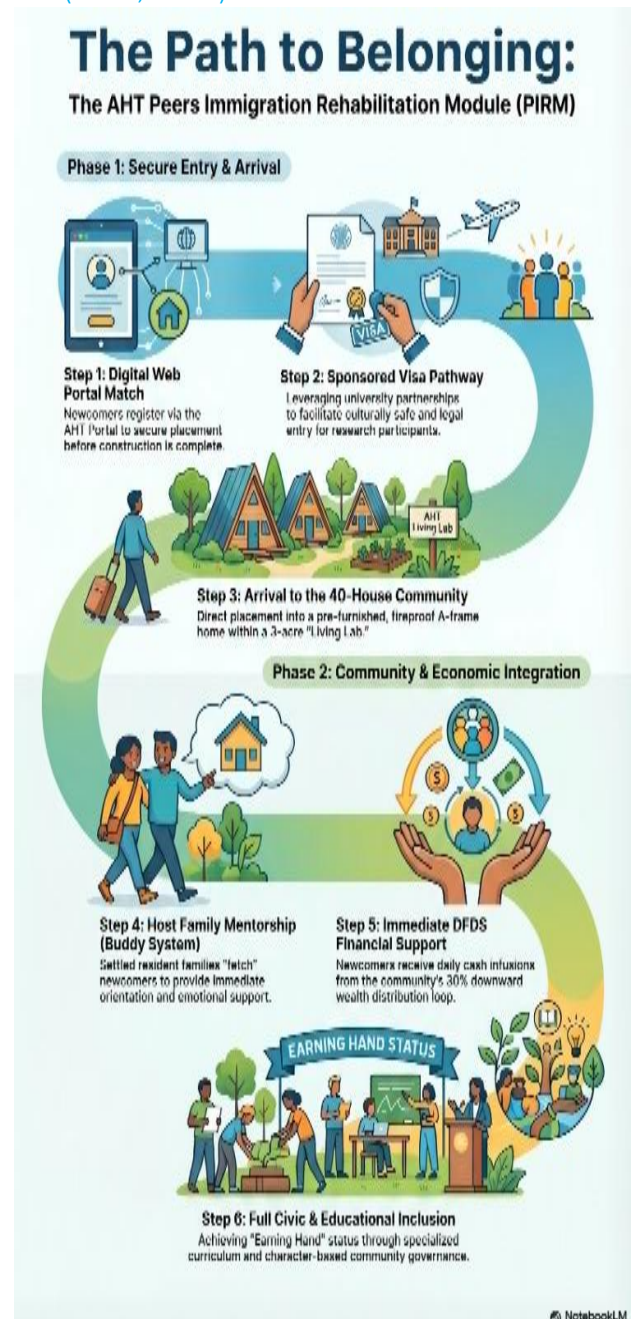 The Path to Belonging:
The AHT Peers Immigration Rehabilitation Module (PIRM)
Phase 1: Secure Entry & Arrival
VISA
Step 1: Digital Web
Portal Match
Newcomers register via the
AHT Portal to secure placement
before construction is complete.
Step 2: Sponsored Visa Pathway
Leveraging university partnerships
to facilitate culturally safe and legal
entry for research participants.
AHT
Living Lab
Step 3: Arrival to the 40-House Community
Direct placement into a pre-furnished, fireproof A-frame
home within a 3-acre "Living Lab."
Phase 2: Community & Economic Integration
Step 4: Host Family Mentorship
(Buddy System)
Settled resident families "fetch"
newcomers to provide immediate
orientation and emotional support.
Step 5: Immediate DFDS
Financial Support
Newcomers receive daily cash infusions
from the community's 30% downward
wealth distribution loop.
EARNING HAND STATUS
Step 6: Full Civic & Educational Inclusion
Achieving "Earning Hand" status through specialized
curriculum and character-based community governance.
NotebookLM